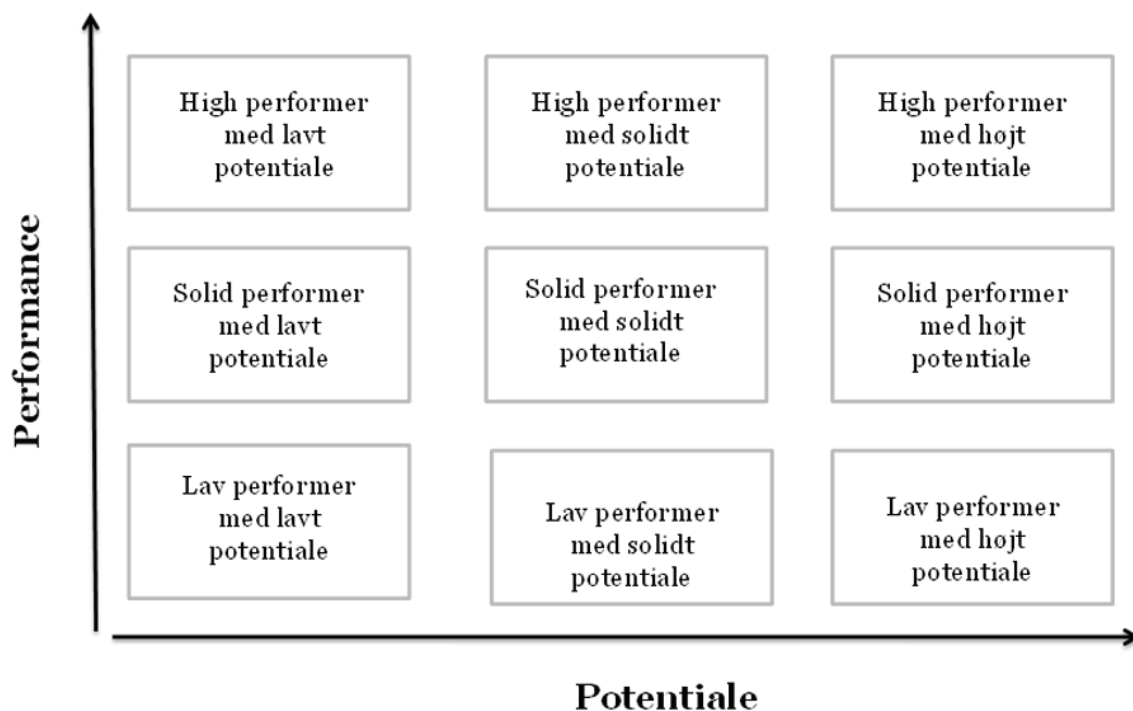 High performer
med lavt
potentiale
High performer
med solidt
potentiale
High performer
med højt
potentiale
Solid performer
med lavt
potentiale
Solid performer
med solidt
potentiale
Solid performer
med højt
potentiale
Lav performer
med lavt
potentiale
Lav performer
med solidt
potentiale
Lav performer
med højt
potentiale
Performance
Potentiale